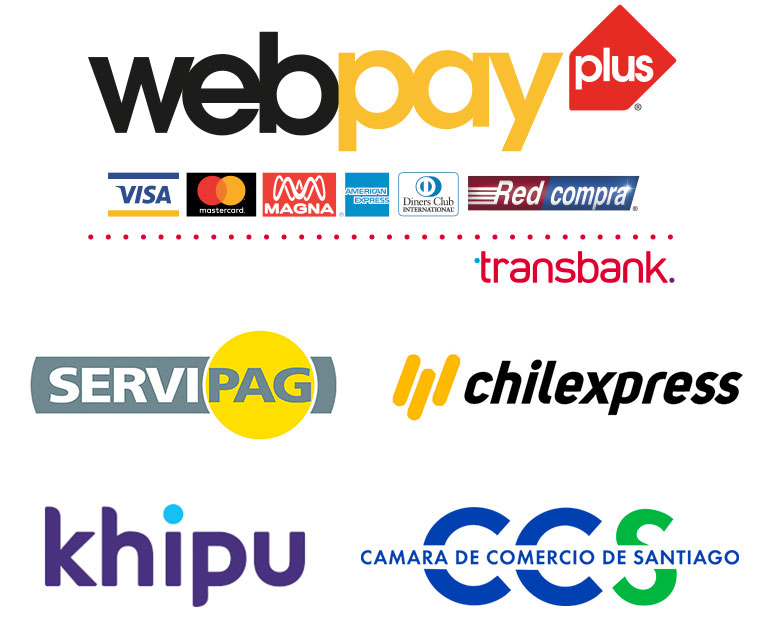 webpay plus®
VISA mastercard. MAGNA® AMERICAN EXPRESS Diners Club INTERNATIONAL Red compra®
transbank.
SERVIPAG chilexpress
khipu CCS
CAMARA DE COMERCIO DE SANTIAGO